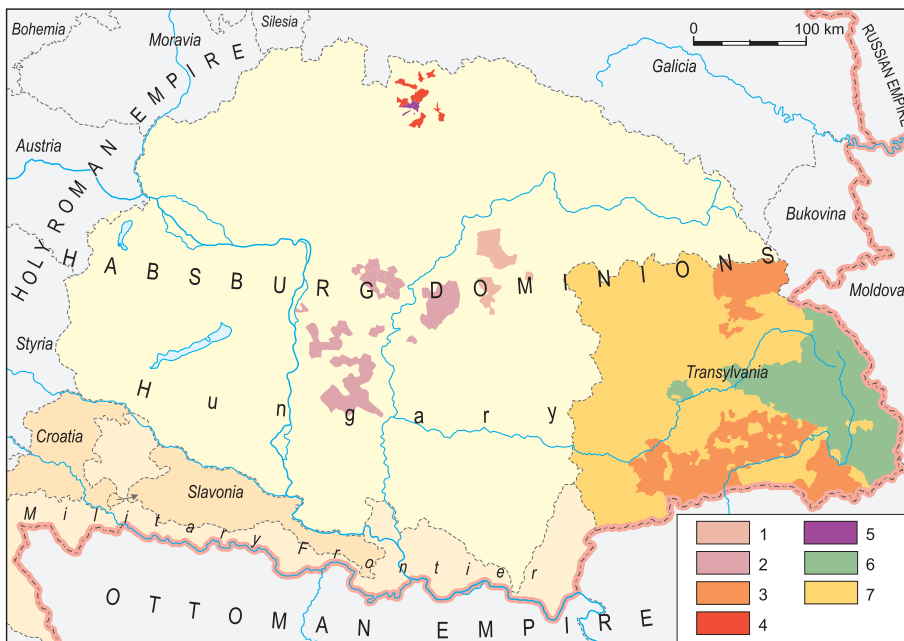 Bohemia
Moravia
Silesia
0 100 km
Galicia
RUSSIAN EMPIRE
HOLY ROMAN EMPIRE
Austria
Bukovina
HABSBURG DOMINIONS
Moldova
Styria
Transylvania
Hungary
Croatia
Slavonia
Military Frontier
OTTOMAN EMPIRE
1 5
2 6
3 7
4